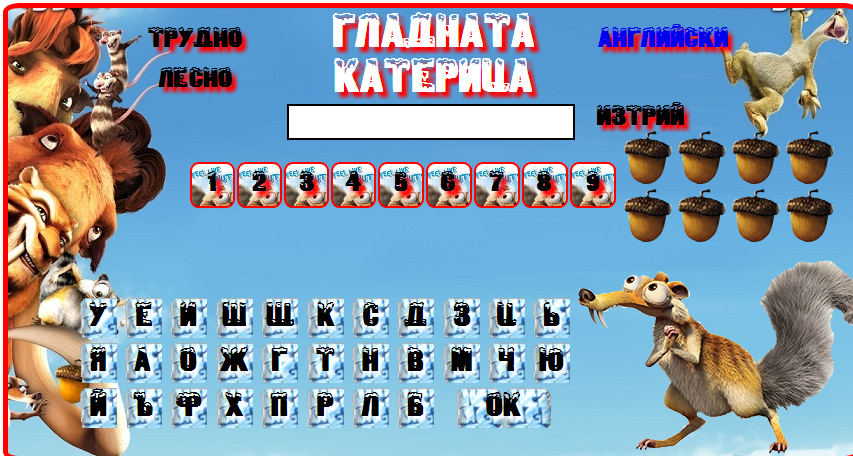 ТРУДНО
ЛЕСНО
ГЛАДНАТА
КАТЕРИЦА
АНГЛИЙСКИ
ИЗТРИЙ
1 2 3 4 5 6 7 8 9
У Е И Ш Щ К С Д З Ц Ь
Я А О Ж Г Т Н В М Ч Ю
Й Ъ Ф Х П Р Л Б ОК